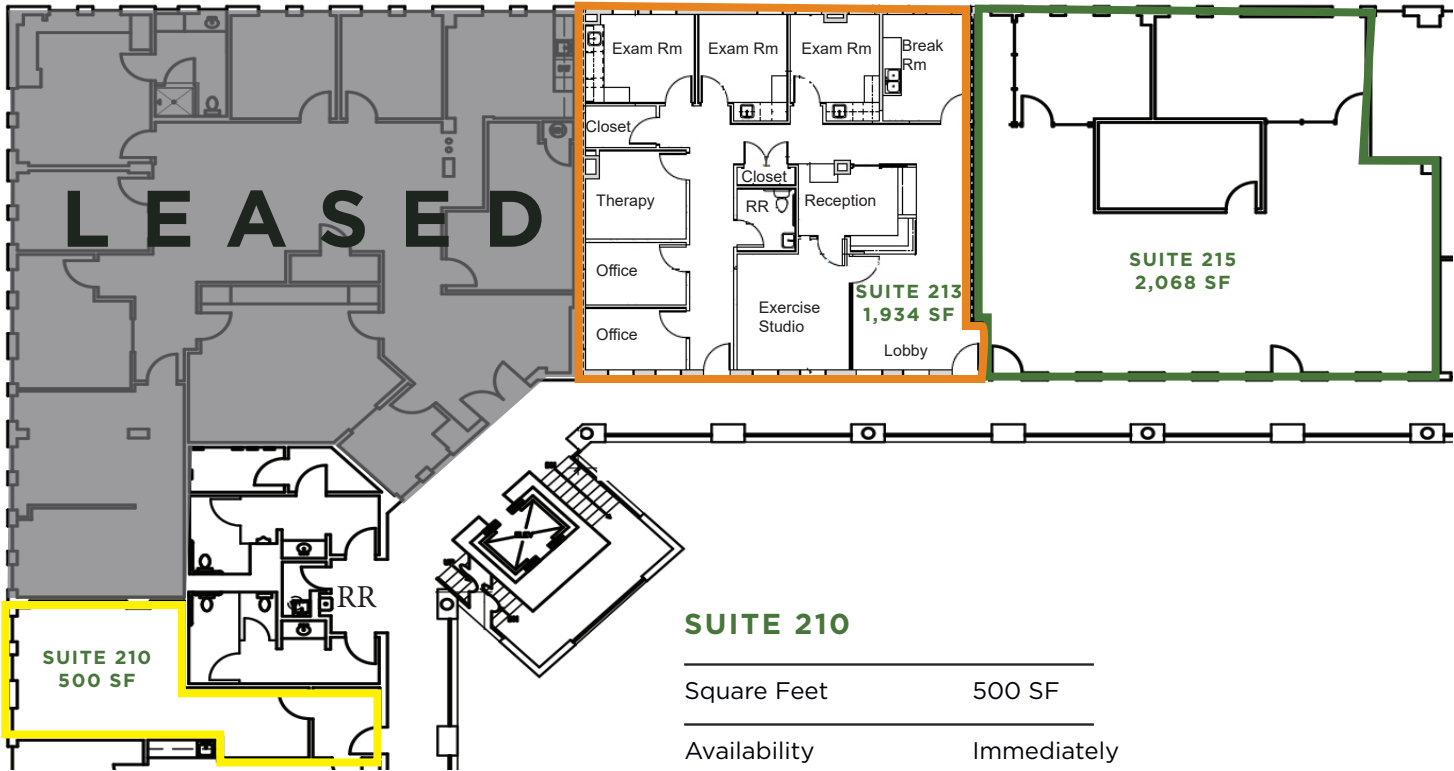 Exam Rm
Exam Rm
Exam Rm
Break
Rm
Closet
Closet
Therapy
RR
Reception
LEASED
Office
SUITE 213
1,934 SF
SUITE 215
2,068 SF
Exercise
Studio
Office
Lobby
RR
SUITE 210
500 SF
SUITE 210
Square Feet 500 SF
Availability Immediately